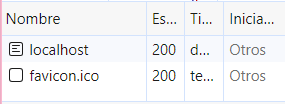 Nombre Es... Ti... Inicia...
localhost 200 d... Otros
favicon.ico 200 te... Otros